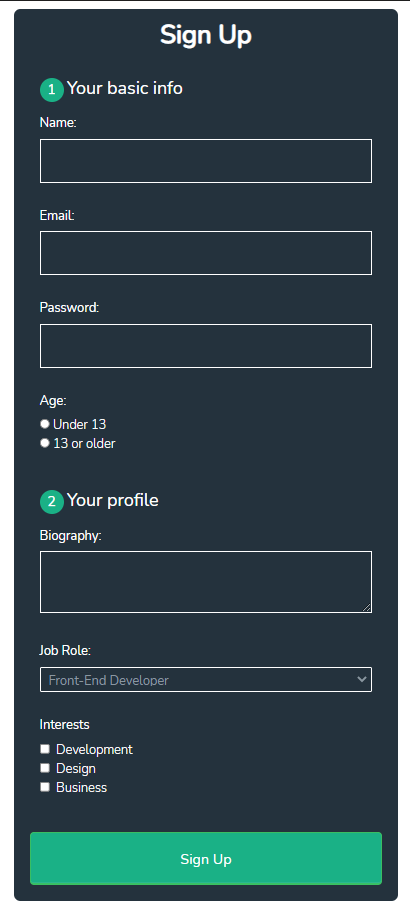 Sign Up
1 Your basic info
Name:
Email:
Password:
Age:
Under 13
13 or older
2 Your profile
Biography:
Job Role:
Front-End Developer
Interests
Development
Design
Business
Sign Up